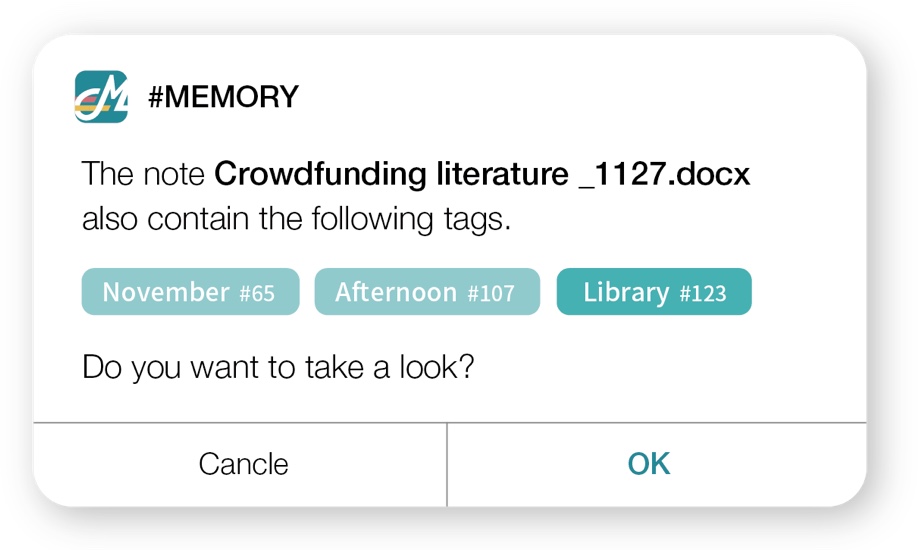 #MEMORY
The note Crowdfunding literature _1127.docx
also contain the following tags.
November #65 Afternoon #107 Library #123
Do you want to take a look?
Cancle OK